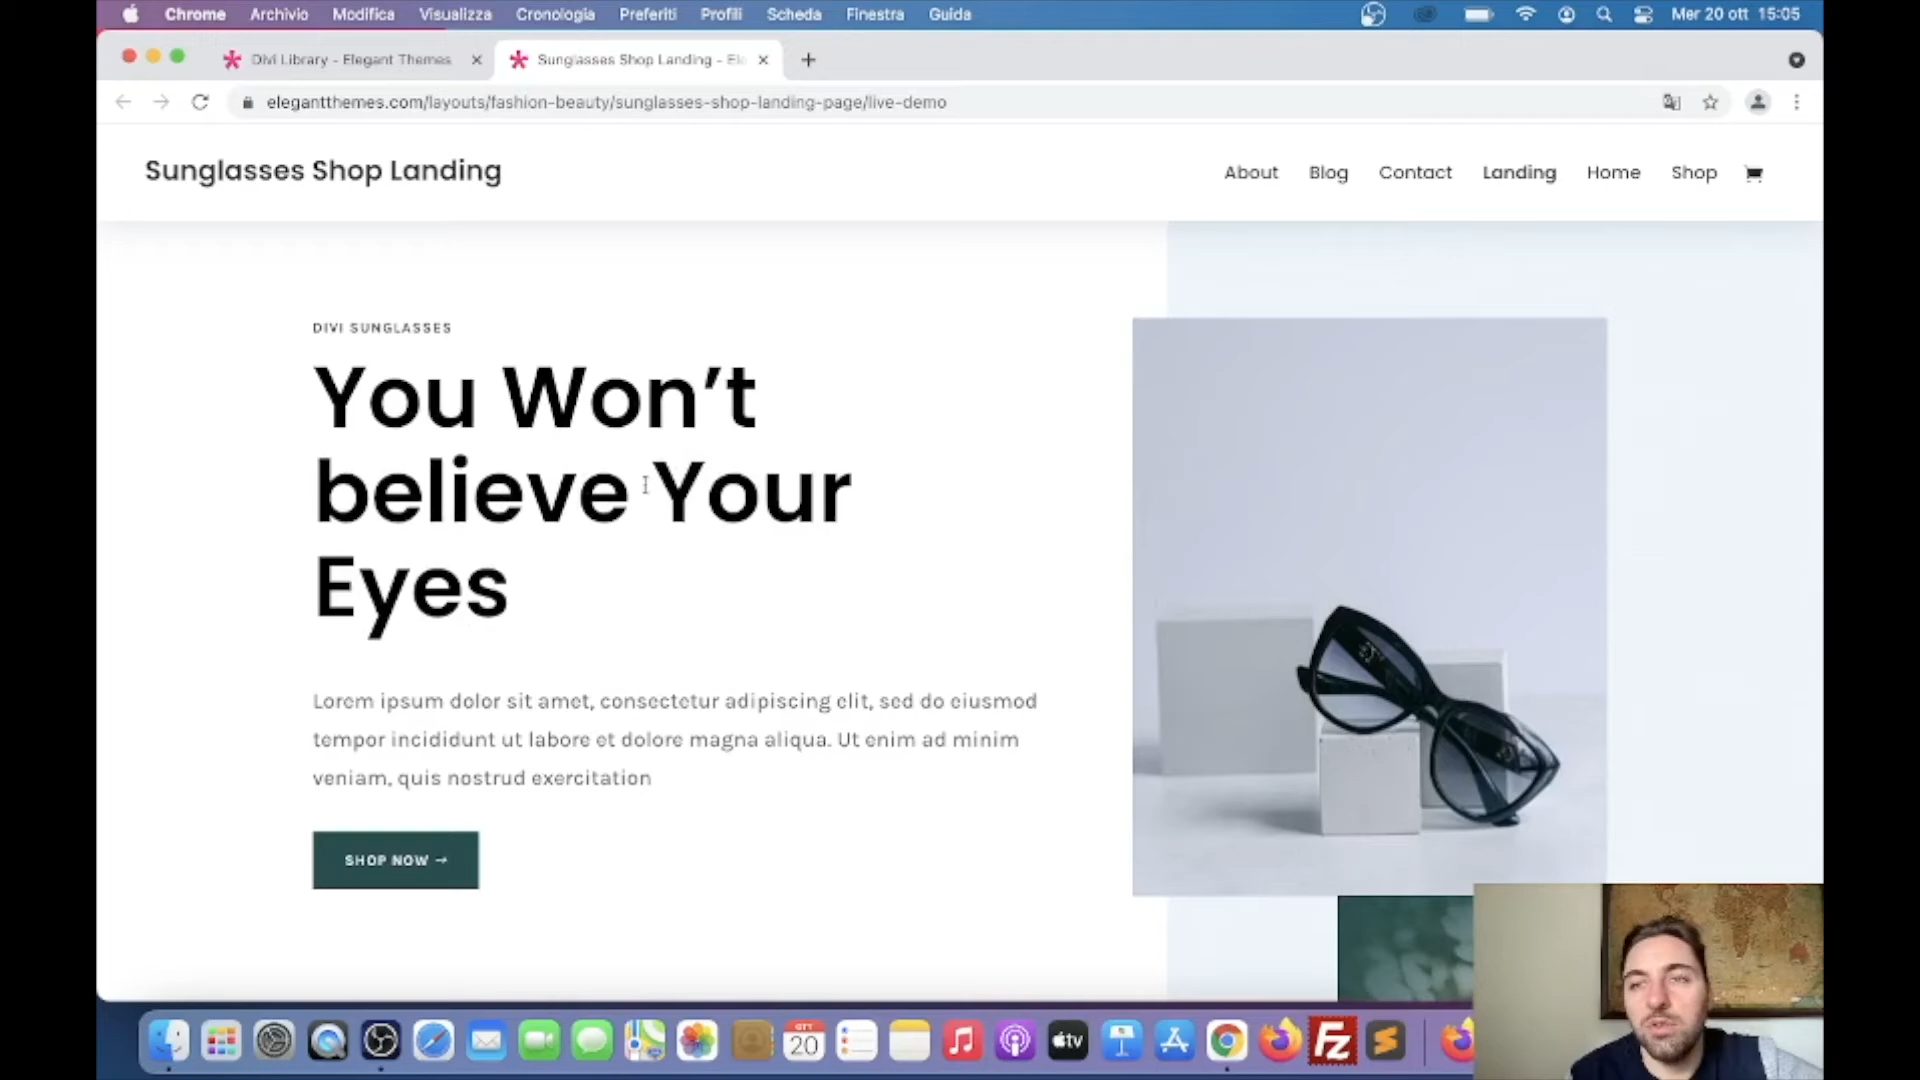 Chrome Archivio Modifica Visualizza Cronologia Preferiti Profili Scheda Finestra Guida Mer 20 ott 15:05
Divi Library - Elegant Themes Sunglasses Shop Landing - Ele
elegantthemes.com/layouts/fashion-beauty/sunglasses-shop-landing-page/live-demo
Sunglasses Shop Landing About Blog Contact Landing Home Shop
DIVI SUNGLASSES
You Won’t
believe Your
Eyes
Lorem ipsum dolor sit amet, consectetur adipiscing elit, sed do eiusmod
tempor incididunt ut labore et dolore magna aliqua. Ut enim ad minim
veniam, quis nostrud exercitation
SHOP NOW →
OTT
20
tv
Fz